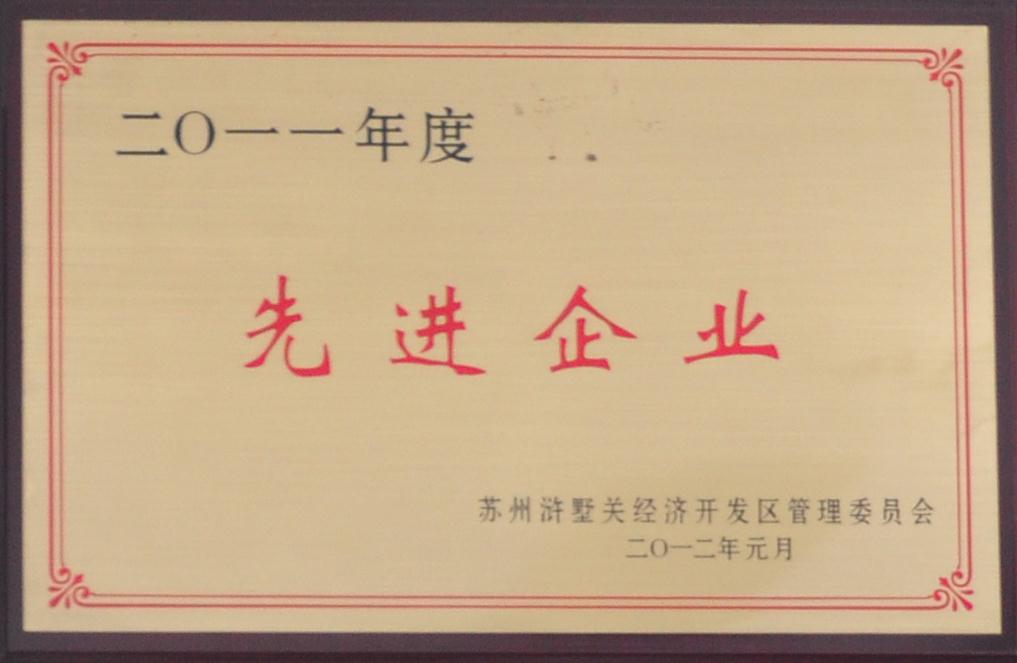 二〇一一年度
先进企业
苏州浒墅关经济开发区管理委员会
二〇一二年元月